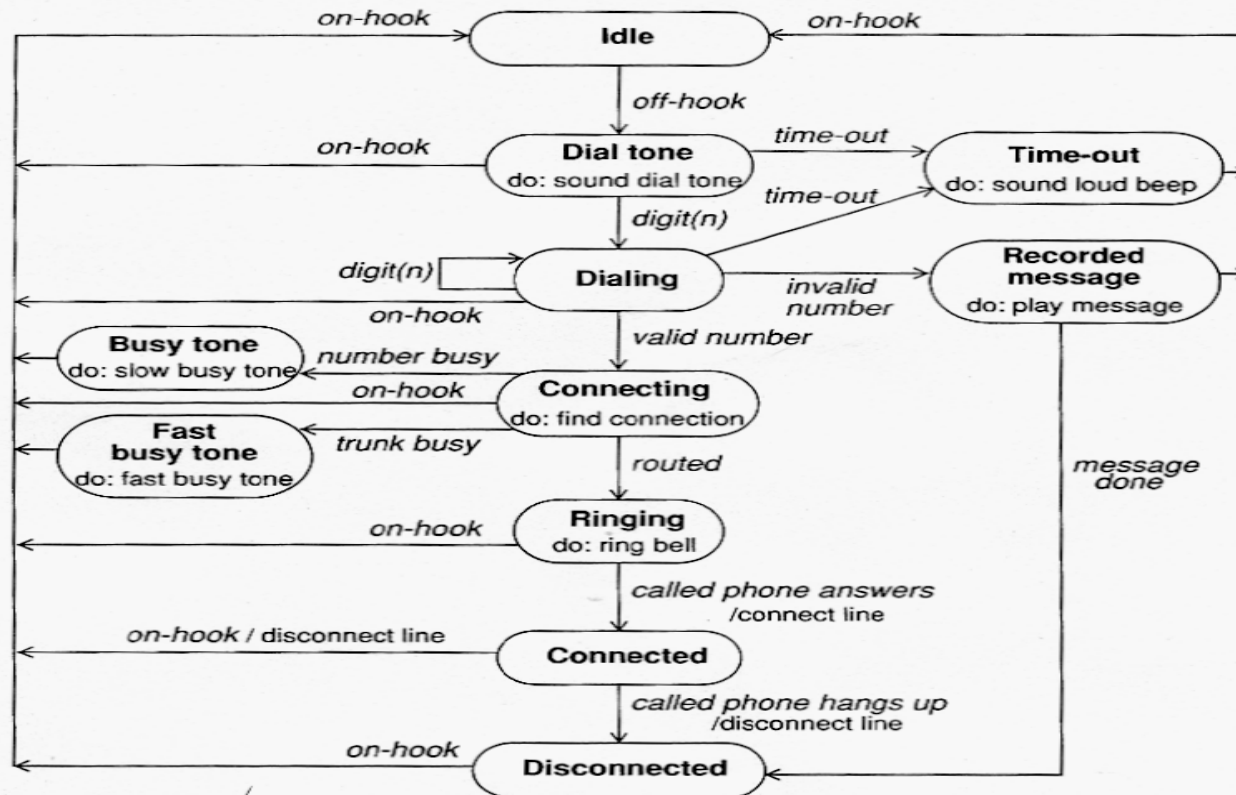 on-hook
Idle
on-hook
off-hook
on-hook
Dial tone
do: sound dial tone
time-out
Time-out
do: sound loud beep
time-out
digit(n)
digit(n)
Dialing
invalid
number
Recorded
message
do: play message
on-hook
valid number
Busy tone
do: slow busy tone
number busy
on-hook
Connecting
do: find connection
Fast
busy tone
do: fast busy tone
trunk busy
routed
message
done
on-hook
Ringing
do: ring bell
called phone answers
/connect line
on-hook / disconnect line
Connected
called phone hangs up
/disconnect line
on-hook
Disconnected